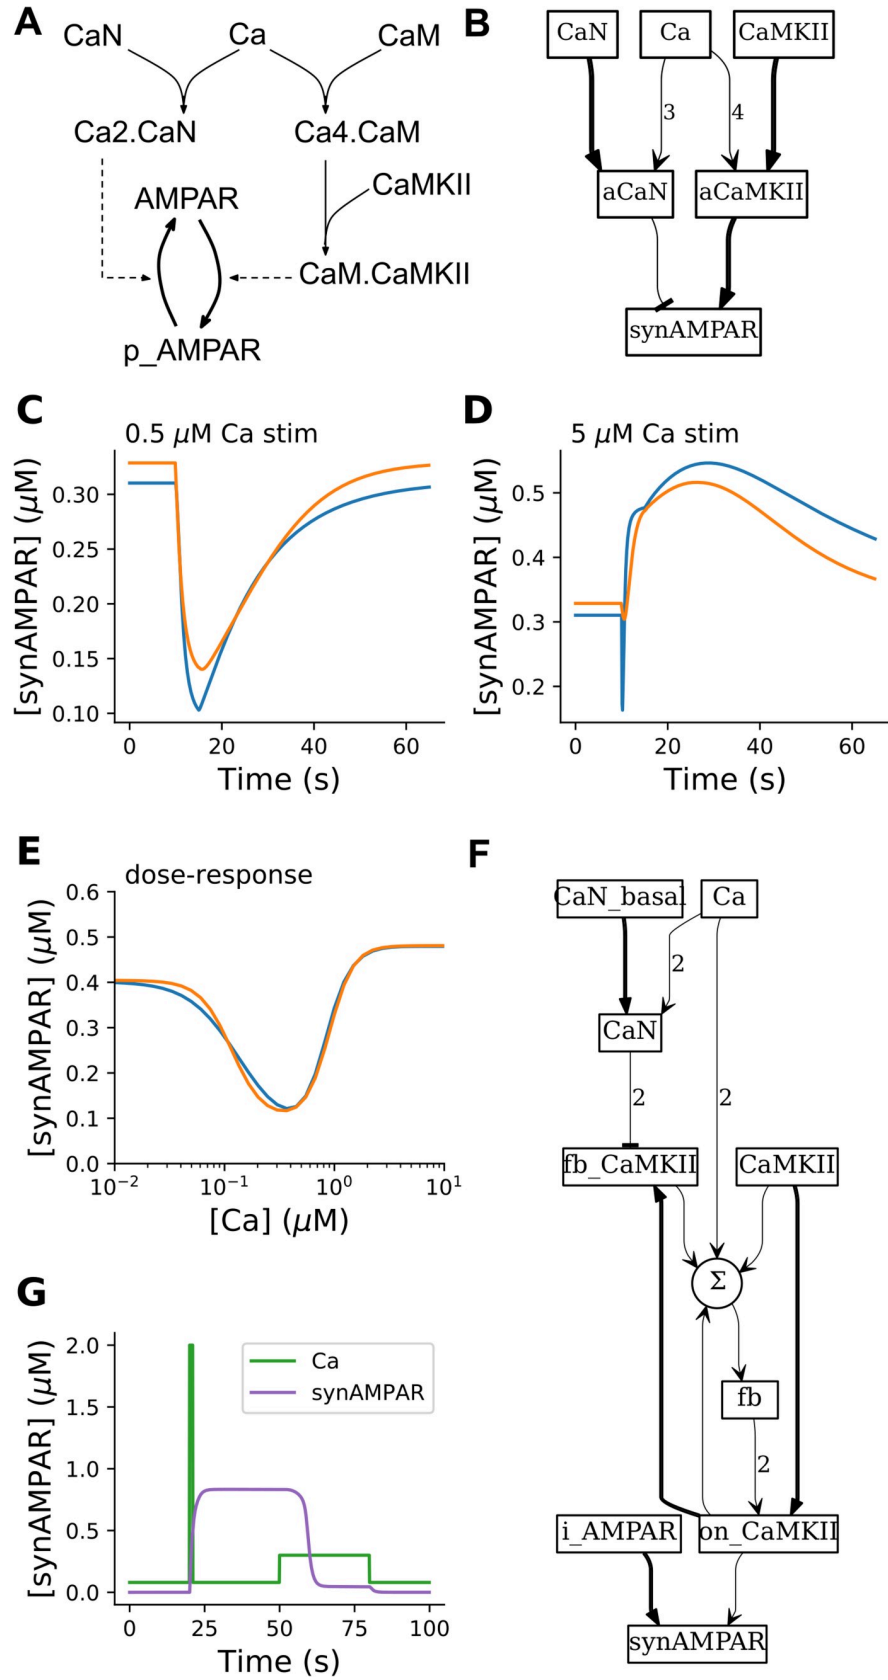 A
CaN Ca CaM
Ca2.CaN Ca4.CaM
CaMKII
AMPAR
CaM.CaMKII
p_AMPAR
B
CaN Ca CaMKII
3 4
aCaN aCaMKII
synAMPAR
C
0.5 μM Ca stim
[synAMPAR] (μM)
0.30
0.25
0.20
0.15
0.10
0 20 40 60
Time (s)
D
5 μM Ca stim
[synAMPAR] (μM)
0.5
0.4
0.3
0.2
0 20 40 60
Time (s)
E
dose-response
[synAMPAR] (μM)
0.6
0.5
0.4
0.3
0.2
0.1
0.0
10⁻² 10⁻¹ 10⁰ 10¹
[Ca] (μM)
F
CaN_basal Ca
2
CaN
2 2
fb_CaMKII CaMKII
Σ
fb
2
i_AMPAR on_CaMKII
synAMPAR
G
[synAMPAR] (μM)
2.0
1.5
1.0
0.5
0.0
Ca
synAMPAR
0 25 50 75 100
Time (s)